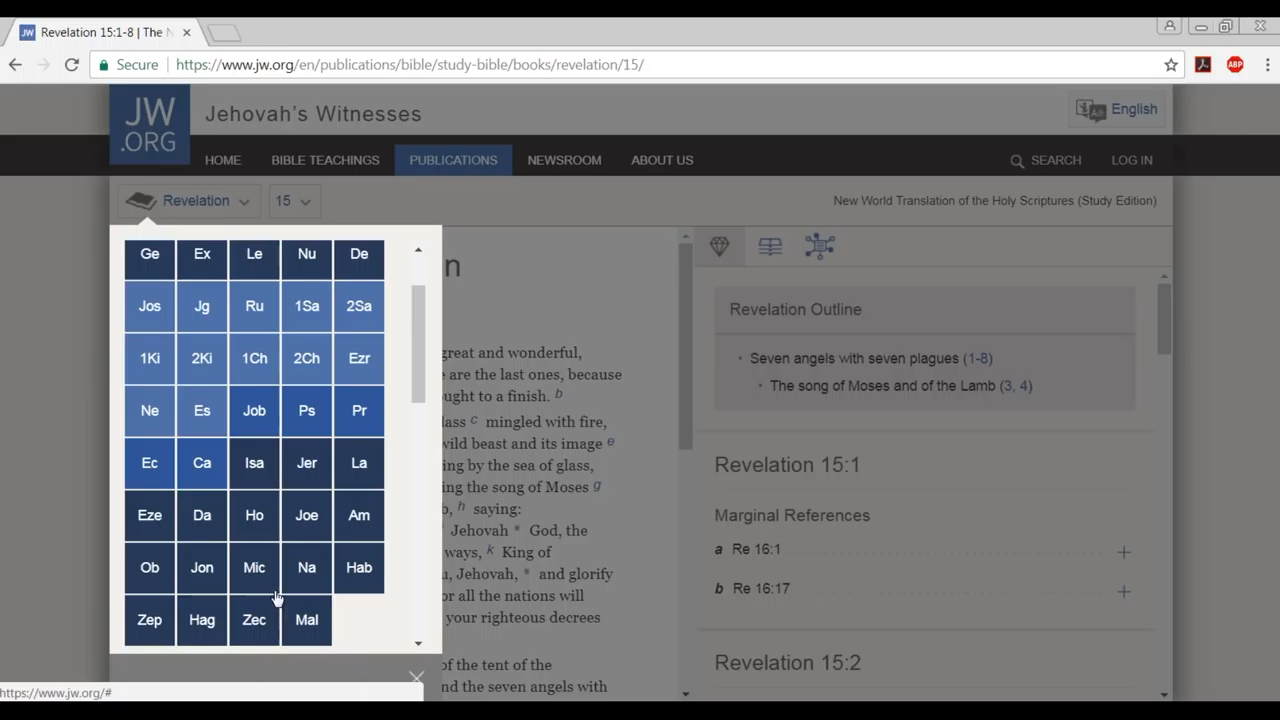 Revelation 15:1-8 | The N
Secure https://www.jw.org/en/publications/bible/study-bible/books/revelation/15/
JW
.ORG
Jehovah's Witnesses
English
HOME BIBLE TEACHINGS PUBLICATIONS NEWSROOM ABOUT US SEARCH LOG IN
Revelation 15 New World Translation of the Holy Scriptures (Study Edition)
Ge Ex Le Nu De
Jos Jg Ru 1Sa 2Sa
1Ki 2Ki 1Ch 2Ch Ezr
Ne Es Job Ps Pr
Ec Ca Isa Jer La
Eze Da Ho Joe Am
Ob Jon Mic Na Hab
Zep Hag Zec Mal
n
great and wonderful,
e are the last ones, because
ought to a finish. b
lass c mingled with fire,
wild beast and its image e
ing by the sea of glass,
ing the song of Moses g
b, h saying:
Jehovah * God, the
ways, k King of
u, Jehovah, * and glorify
or all the nations will
your righteous decrees
of the tent of the
nd the seven angels with
Revelation Outline
• Seven angels with seven plagues (1-8)
• The song of Moses and of the Lamb (3, 4)
Revelation 15:1
Marginal References
a Re 16:1
b Re 16:17
Revelation 15:2
https://www.jw.org/#